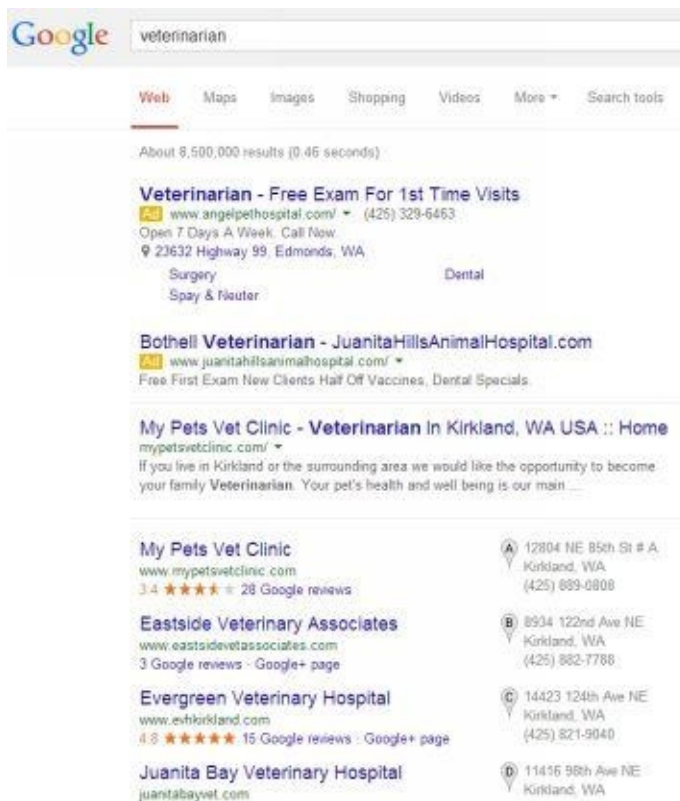 Google
veterinarian
Web Maps Images Shopping Videos More Search tools
About 8,500,000 results (0.46 seconds)
Veterinarian - Free Exam For 1st Time Visits
Ad www.angelpethospital.com/ (425) 329-6463
Open 7 Days A Week. Call Now.
23632 Highway 99, Edmonds, WA
Surgery Dental
Spay & Neuter
Bothell Veterinarian - JuanitaHillsAnimalHospital.com
Ad www.juanitahillsanimalhospital.com/
Free First Exam New Clients Half Off Vaccines, Dental Specials.
My Pets Vet Clinic - Veterinarian In Kirkland, WA USA :: Home
mypetsvetclinic.com/
If you live in Kirkland or the surrounding area we would like the opportunity to become
your family Veterinarian. Your pet's health and well being is our main ...
My Pets Vet Clinic
www.mypetsvetclinic.com
3.4 28 Google reviews
A 12804 NE 85th St # A
Kirkland, WA
(425) 889-0808
Eastside Veterinary Associates
www.eastsidevetassociates.com
3 Google reviews · Google+ page
B 8934 122nd Ave NE
Kirkland, WA
(425) 882-7788
Evergreen Veterinary Hospital
www.evhkirkland.com
4.8 15 Google reviews · Google+ page
C 14423 124th Ave NE
Kirkland, WA
(425) 821-9040
Juanita Bay Veterinary Hospital
juanitabayvet.com
D 11416 98th Ave NE
Kirkland, WA